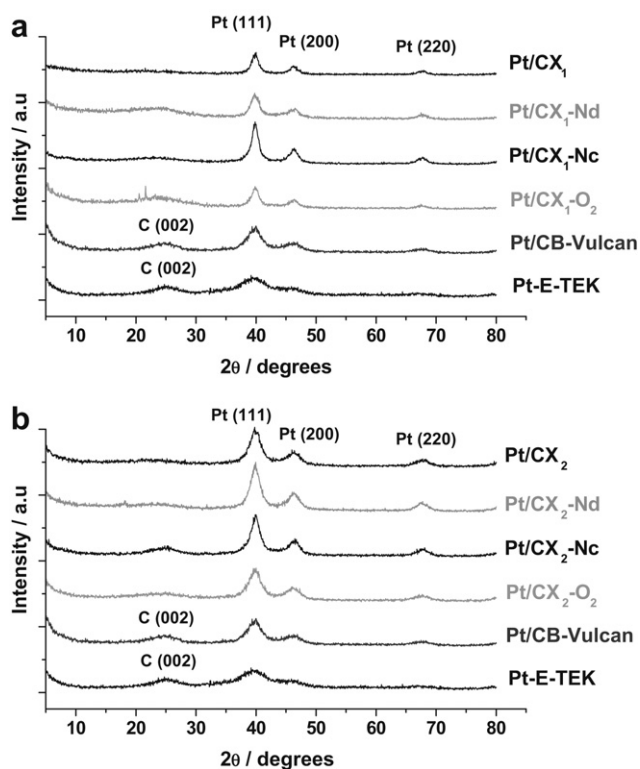 a
Pt (111)
Pt (200)
Pt (220)
Pt/CX₁
Pt/CX₁-Nd
Pt/CX₁-Nc
Pt/CX₁-O₂
C (002)
Pt/CB-Vulcan
C (002)
Pt-E-TEK
Intensity / a.u
10 20 30 40 50 60 70 80
2θ / degrees
b
Pt (111)
Pt (200)
Pt (220)
Pt/CX₂
Pt/CX₂-Nd
Pt/CX₂-Nc
Pt/CX₂-O₂
C (002)
Pt/CB-Vulcan
C (002)
Pt-E-TEK
Intensity / a.u
10 20 30 40 50 60 70 80
2θ / degrees